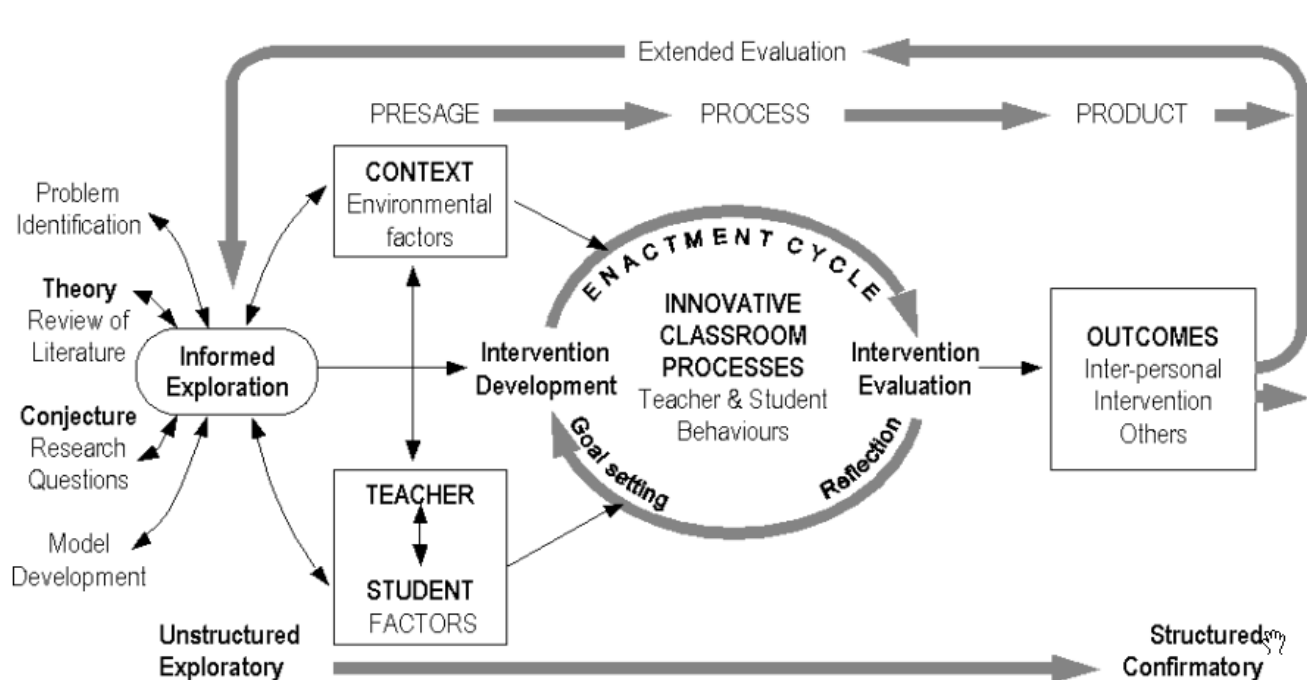 Extended Evaluation
PRESAGE
PROCESS
PRODUCT
Problem
Identification
Theory
Review of
Literature
Conjecture
Research
Questions
Model
Development
Informed
Exploration
CONTEXT
Environmental
factors
TEACHER
STUDENT
FACTORS
Intervention
Development
ENACTMENT CYCLE
INNOVATIVE
CLASSROOM
PROCESSES
Teacher & Student
Behaviours
Goal setting
Reflection
Intervention
Evaluation
OUTCOMES
Inter-personal
Intervention
Others
Unstructured
Exploratory
Structured
Confirmatory